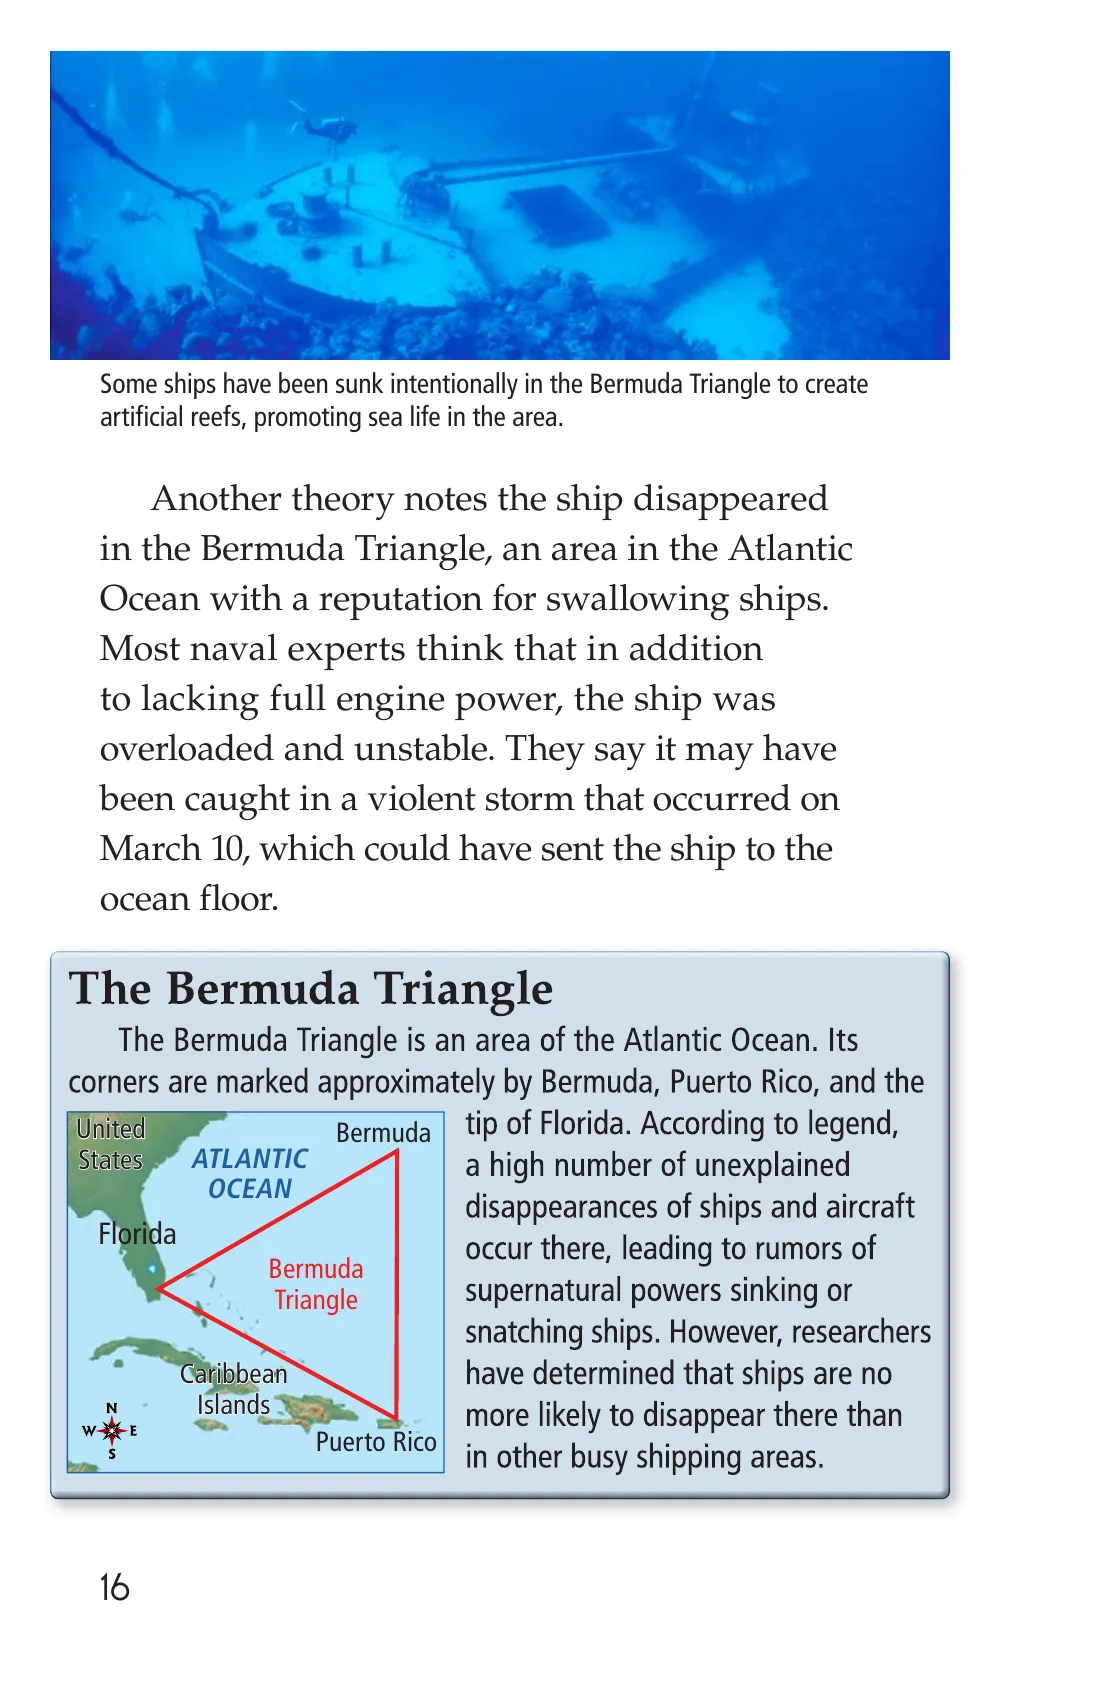 Some ships have been sunk intentionally in the Bermuda Triangle to create
artificial reefs, promoting sea life in the area.
Another theory notes the ship disappeared
in the Bermuda Triangle, an area in the Atlantic
Ocean with a reputation for swallowing ships.
Most naval experts think that in addition
to lacking full engine power, the ship was
overloaded and unstable. They say it may have
been caught in a violent storm that occurred on
March 10, which could have sent the ship to the
ocean floor.
The Bermuda Triangle
The Bermuda Triangle is an area of the Atlantic Ocean. Its
corners are marked approximately by Bermuda, Puerto Rico, and the
tip of Florida. According to legend,
a high number of unexplained
disappearances of ships and aircraft
occur there, leading to rumors of
supernatural powers sinking or
snatching ships. However, researchers
have determined that ships are no
more likely to disappear there than
in other busy shipping areas.
United
States
ATLANTIC
OCEAN
Bermuda
Florida
Bermuda
Triangle
Caribbean
Islands
Puerto Rico
N
W E
S
16